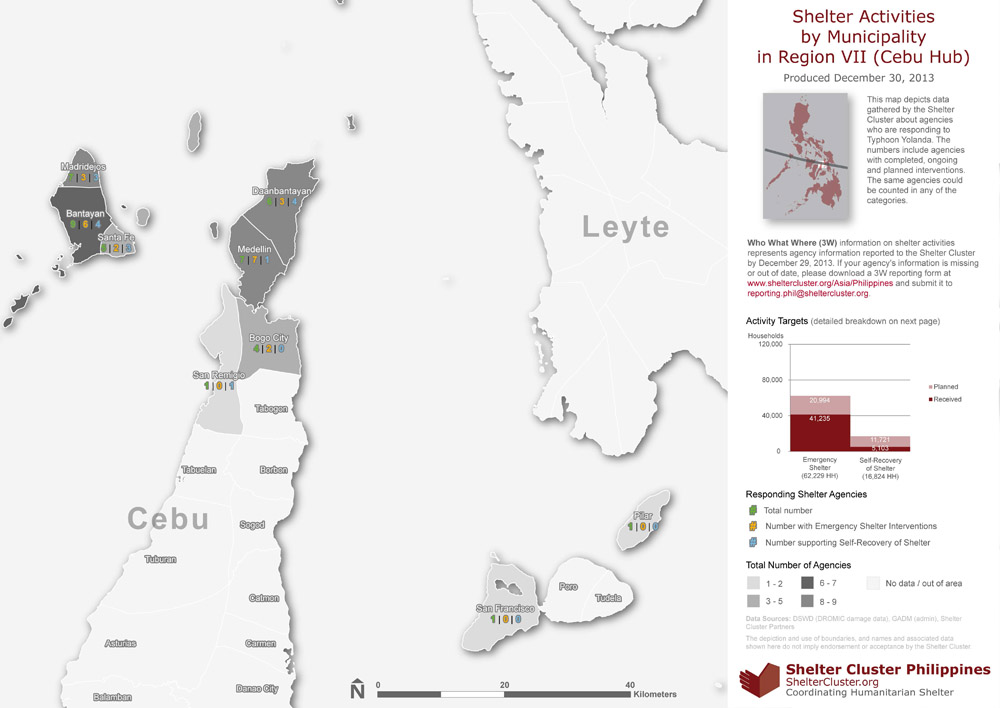 Shelter Activities
by Municipality
in Region VII (Cebu Hub)
Produced December 30, 2013
This map depicts data
gathered by the Shelter
Cluster about agencies
who are responding to
Typhoon Yolanda. The
numbers include agencies
with completed, ongoing
and planned interventions.
The same agencies could
be counted in any of the
categories.
Who What Where (3W) information on shelter activities
represents agency information reported to the Shelter Cluster
by December 29, 2013. If your agency's information is missing
or out of date, please download a 3W reporting form at
www.sheltercluster.org/Asia/Philippines and submit it to
reporting.phil@sheltercluster.org.
Activity Targets (detailed breakdown on next page)
Households
120,000
80,000
40,000
0
20,994
41,235
11,721
5,103
Planned
Received
Emergency
Shelter
(62,229 HH)
Self-Recovery
of Shelter
(16,824 HH)
Responding Shelter Agencies
Total number
Number with Emergency Shelter Interventions
Number supporting Self-Recovery of Shelter
Total Number of Agencies
1 - 2
6 - 7
No data / out of area
3 - 5
8 - 9
Data Sources: DSWD (DROMIC damage data), GADM (admin), Shelter
Cluster Partners
The depiction and use of boundaries, and names and associated data
shown here do not imply endorsement or acceptance by the Shelter Cluster.
Shelter Cluster Philippines
ShelterCluster.org
Coordinating Humanitarian Shelter
Madridejos
Bantayan
9 | 6 | 4
Santa Fe
Daanbantayan
Medellin
7 | 1
Bogo City
4 | 2 | 0
San Remigio
1 | 0 | 1
Tabogon
Tabuelan
Borbon
Cebu
Sogod
Tuburan
Catmon
Asturias
Carmen
Balamban
Danao City
Leyte
Pilar
1 | 0 | 0
Poro
Tudela
San Francisco
1 | 0 | 0
N
0
20
40
Kilometers